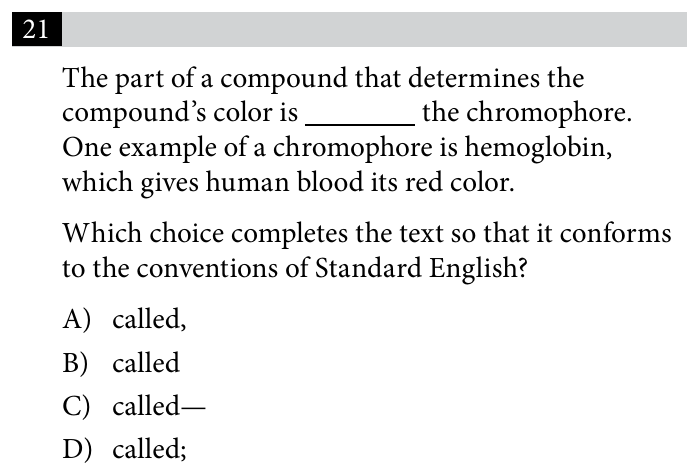 21
The part of a compound that determines the
compound’s color is ________ the chromophore.
One example of a chromophore is hemoglobin,
which gives human blood its red color.
Which choice completes the text so that it conforms
to the conventions of Standard English?
A) called,
B) called
C) called—
D) called;